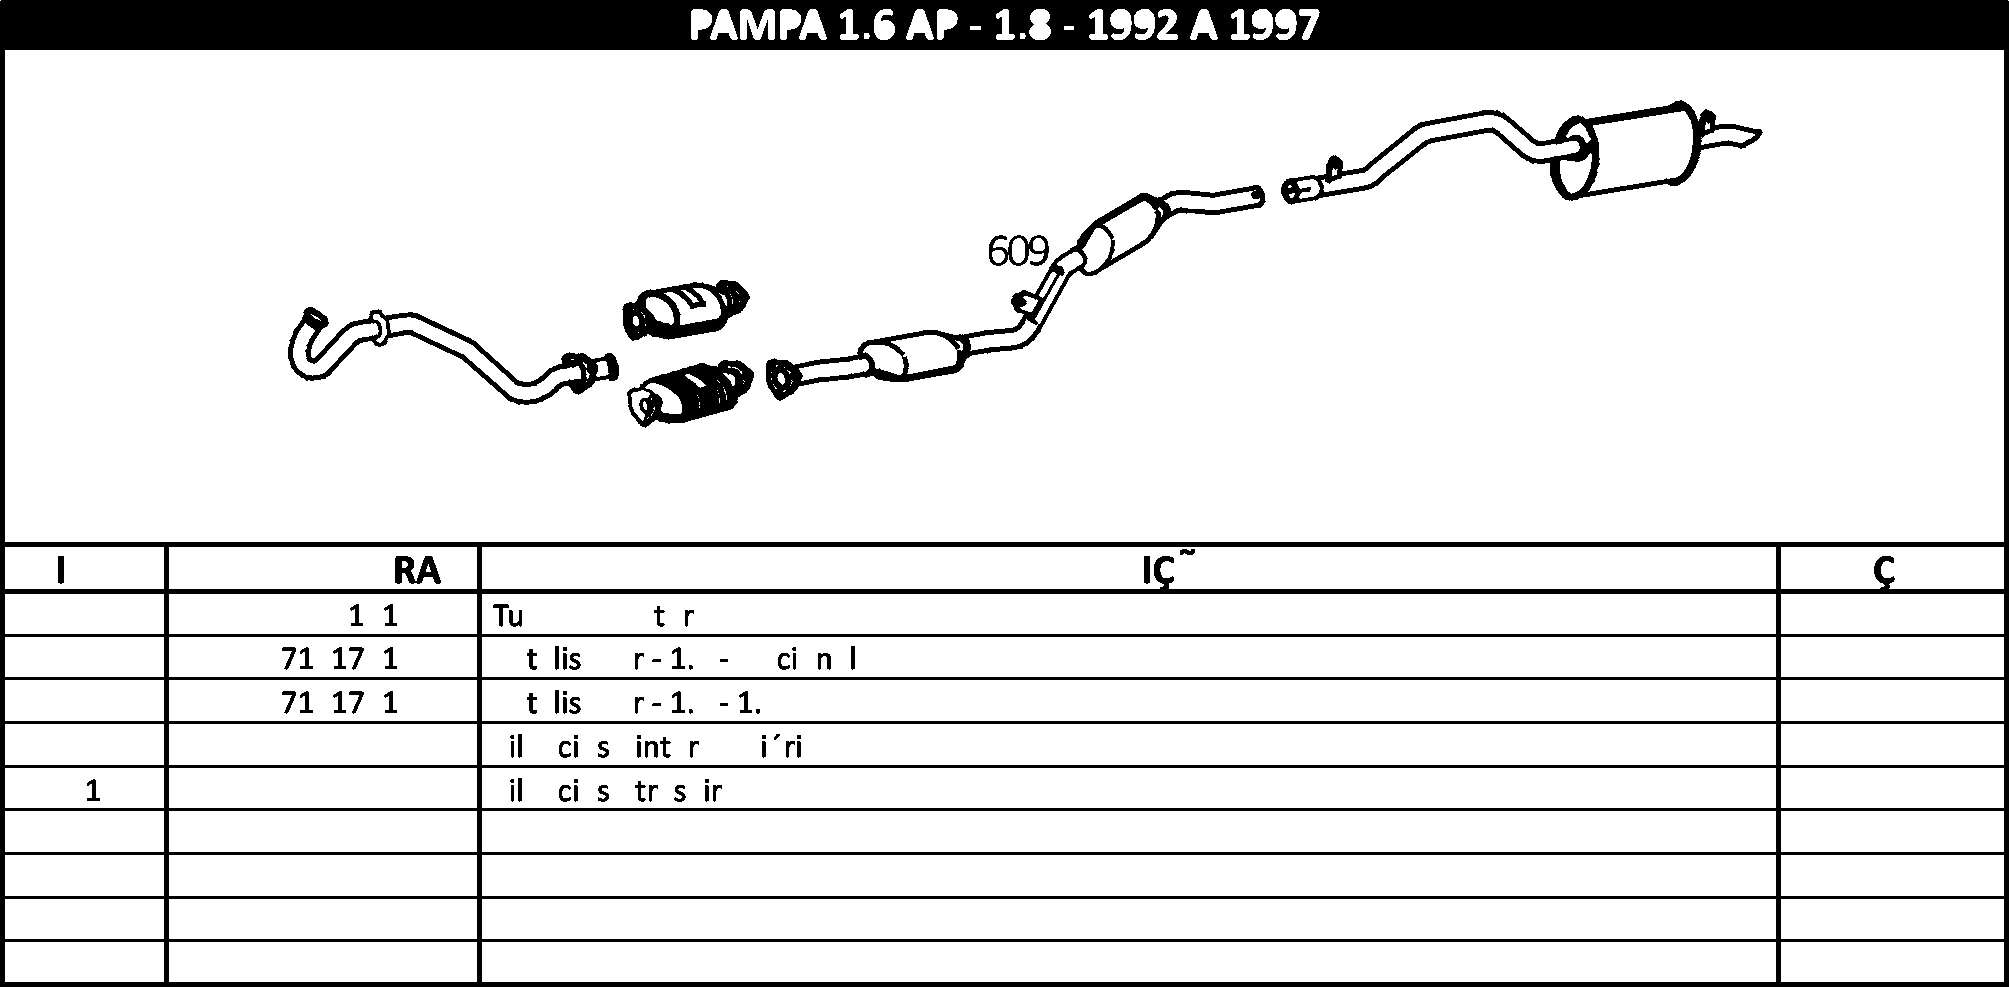 PAMPA 1.6 AP - 1.8 - 1992 A 1997
609
I RA IÇ˜ Ç
1 1 Tu t r
71 17 1 t lis r - 1. - ci n l
71 17 1 t lis r - 1. - 1.
il ci s int r i´ri
1 il ci s tr s ir